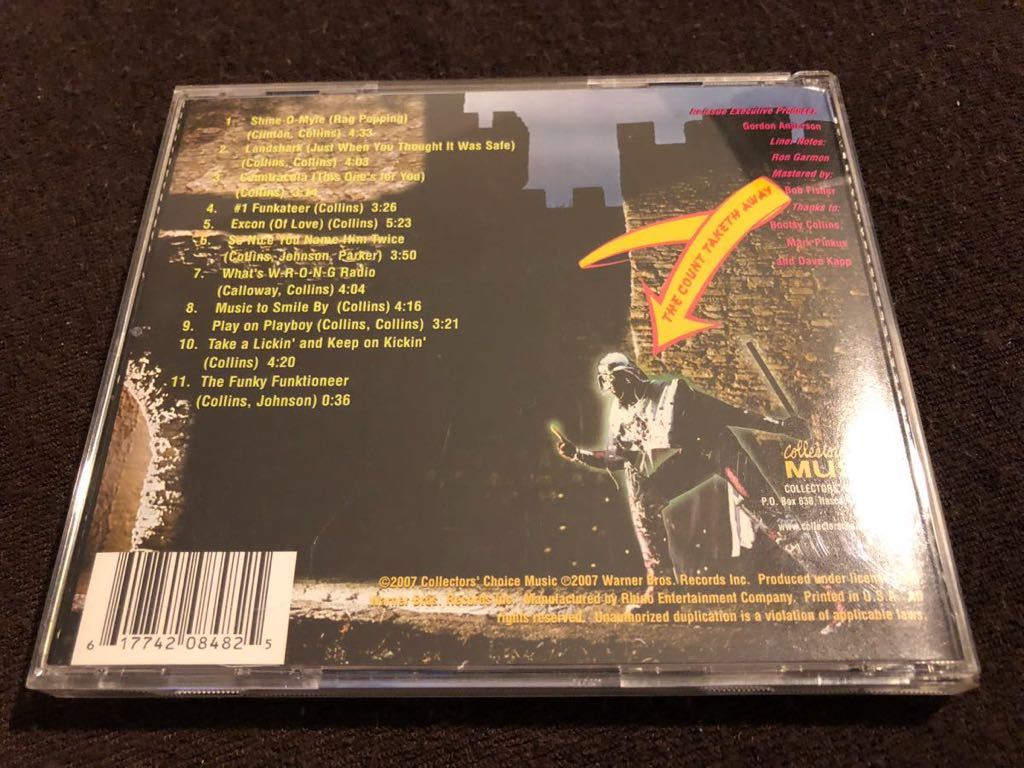 1. Shine-O-Myte (Rag Popping)
(Clinton, Collins) 4:33
2. Landshark (Just When You Thought It Was Safe)
(Collins, Collins) 4:03
3. Countracula (This One's for You)
(Collins) 3:14
4. #1 Funkateer (Collins) 3:26
5. Excon (Of Love) (Collins) 5:23
6. So Nice You Name Him Twice
(Collins, Johnson, Parker) 3:50
7. What's W-R-O-N-G Radio
(Calloway, Collins) 4:04
8. Music to Smile By (Collins) 4:16
9. Play on Playboy (Collins, Collins) 3:21
10. Take a Lickin' and Keep on Kickin'
(Collins) 4:20
11. The Funky Funktioneer
(Collins, Johnson) 0:36
Reissue Executive Producer:
Gordon Anderson
Liner Notes:
Ron Garmon
Mastered by:
Bob Fisher
Thanks to:
Bootsy Collins,
Mark Pinkus
and Dave Kapp
THE COUNT TAKETH AWAY
Collecto
MU
COLLECTORS
P.O. Box 838, Itasc
www.collectorsc
©2007 Collectors' Choice Music ℗2007 Warner Bros. Records Inc. Produced under licen
Warner Bros. Records Inc. Manufactured by Rhino Entertainment Company. Printed in U.S.A. All
rights reserved. Unauthorized duplication is a violation of applicable laws.
6 17742 08482 5